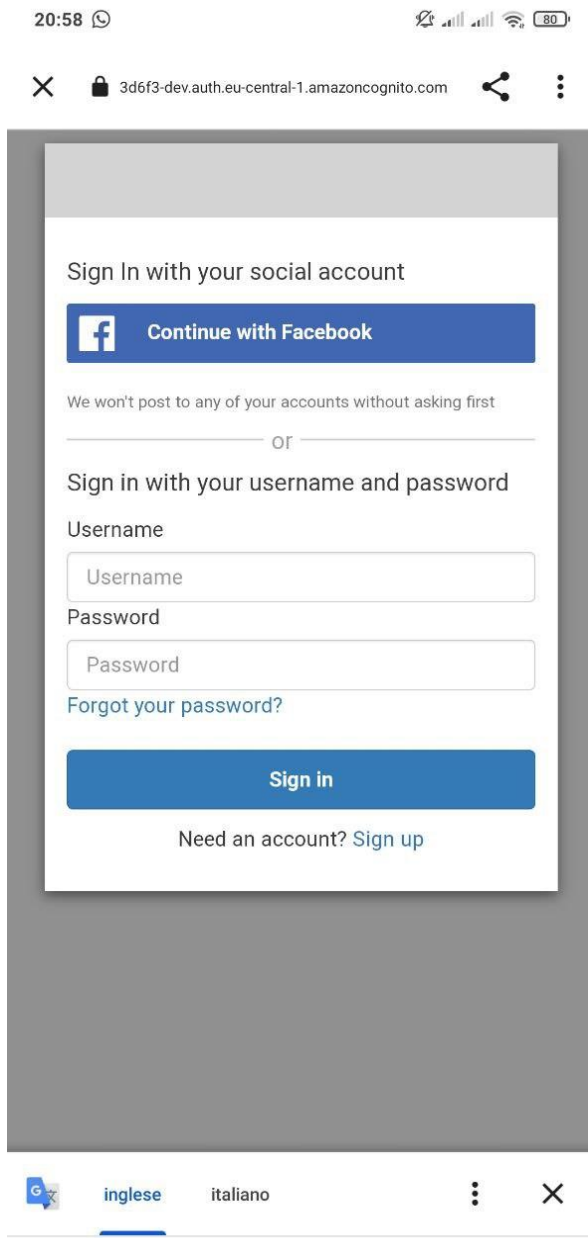 20:58 80
3d6f3-dev.auth.eu-central-1.amazoncognito.com
Sign In with your social account
Continue with Facebook
We won't post to any of your accounts without asking first
or
Sign in with your username and password
Username
Username
Password
Password
Forgot your password?
Sign in
Need an account? Sign up
G 文 inglese italiano